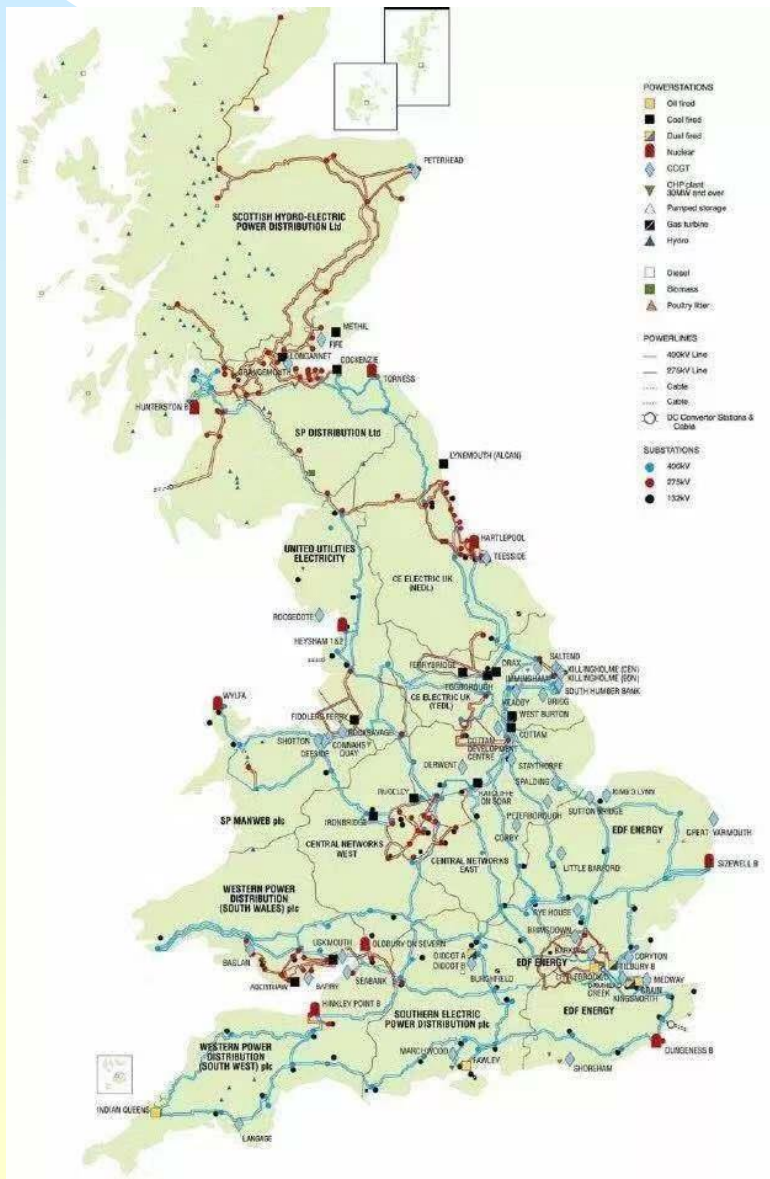 PETERHEAD
SCOTTISH HYDRO-ELECTRIC
POWER DISTRIBUTION Ltd
METHIL
FIFE
LONGANNET
COCKENZIE
GRANGEMOUTH
TORNESS
HUNTERSTON B
SP DISTRIBUTION Ltd
LYNEMOUTH (ALCAN)
HARTLEPOOL
TEESSIDE
UNITED UTILITIES
ELECTRICITY
CE ELECTRIC UK
(NEDL)
ROOSECOTE
HEYSHAM 1&2
FERRYBRIDGE
DRAX
SALTEND
KILLINGHOLME (CEN)
KILLINGHOLME (EON)
IMMINGHAM
EGGBOROUGH
SOUTH HUMBER BANK
CE ELECTRIC UK
(YEDL)
KEADBY
BRIGG
WYLFA
FIDDLERS FERRY
WEST BURTON
ROCKSAVAGE
SHOTTON
COTTAM
CONNAHS
QUAY
DEESIDE
COTTAM
DEVELOPMENT
CENTRE
STAYTHORPE
DERWENT
SPALDING
KING'S LYNN
RUGELEY
RATCLIFFE
ON SOAR
SUTTON BRIDGE
PETERBOROUGH
GREAT YARMOUTH
IRONBRIDGE
SP MANWEB plc
CORBY
EDF ENERGY
CENTRAL NETWORKS
WEST
CENTRAL NETWORKS
EAST
SIZEWELL B
LITTLE BARFORD
WESTERN POWER
DISTRIBUTION
(SOUTH WALES) plc
RYE HOUSE
BRIMSDOWN
USKMOUTH
OLDBURY ON SEVERN
BARKING
CORYTON
BAGLAN
DIDCOT A
DIDCOT B
EDF ENERGY
TILBURY B
ABERTHAW
BARRY
SEABANK
BURGHFIELD
MEDWAY
DAMHEAD
CREEK
GRAIN
KINGSNORTH
HINKLEY POINT B
SOUTHERN ELECTRIC
POWER DISTRIBUTION plc
EDF ENERGY
WESTERN POWER
DISTRIBUTION
(SOUTH WEST) plc
MARCHWOOD
FAWLEY
DUNGENESS B
SHOREHAM
INDIAN QUEENS
LANGAGE
POWERSTATIONS
Oil fired
Coal fired
Dual fired
Nuclear
CCGT
CHP plant
30MW and over
Pumped storage
Gas turbine
Hydro
Diesel
Biomass
Poultry litter
POWERLINES
400kV Line
275kV Line
Cable
Cable
DC Convertor Stations &
Cable
SUBSTATIONS
400kV
275kV
132kV